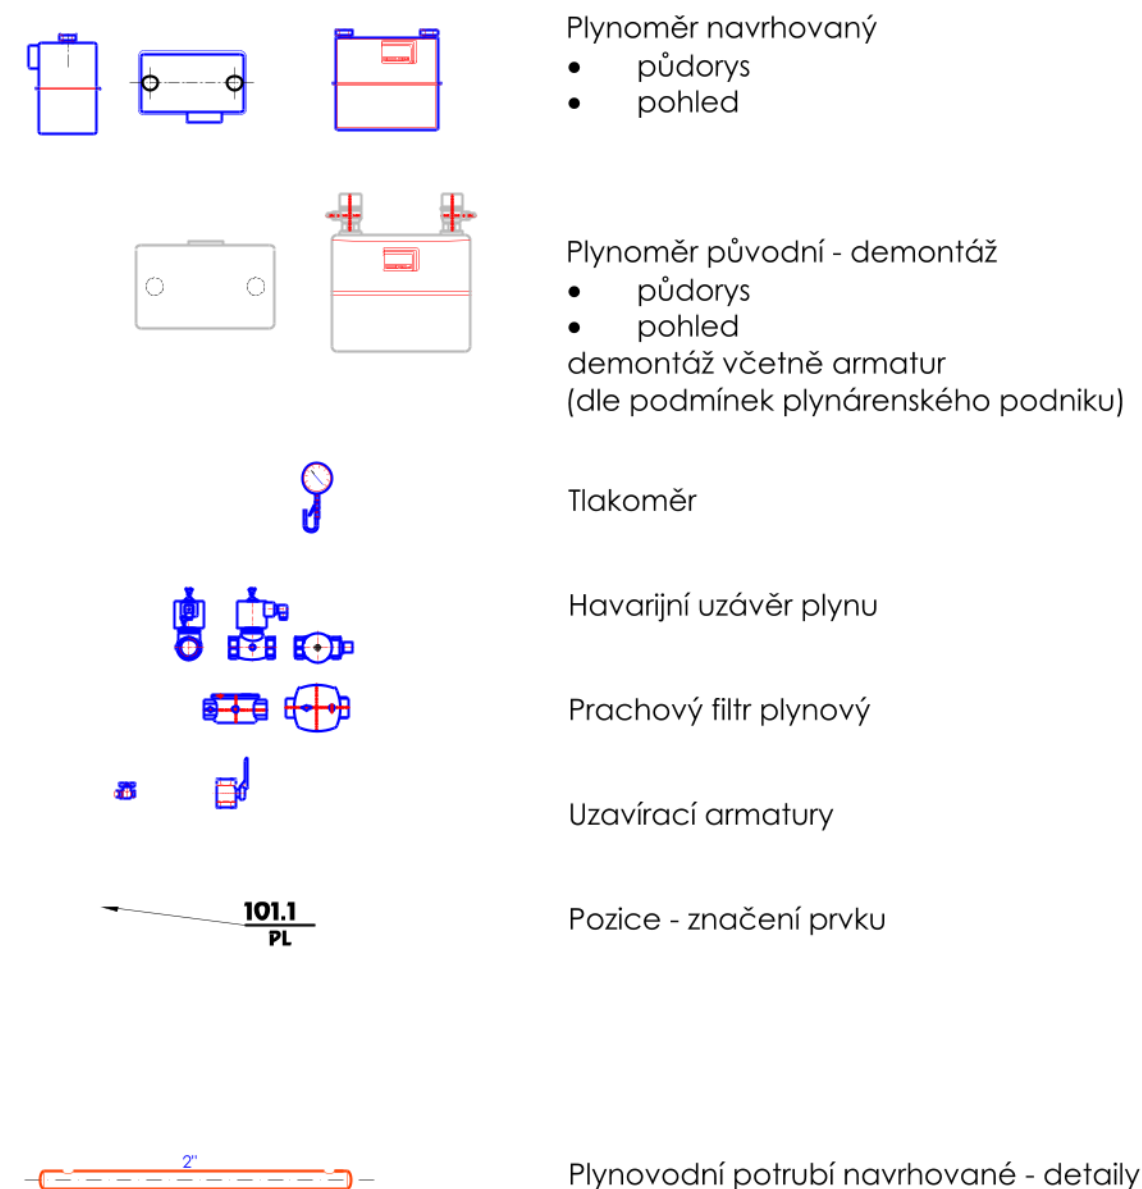 Plynoměr navrhovaný
• půdorys
• pohled
Plynoměr původní - demontáž
• půdorys
• pohled
demontáž včetně armatur
(dle podmínek plynárenského podniku)
Tlakoměr
Havarijní uzávěr plynu
Prachový filtr plynový
Uzavírací armatury
101.1
PL
Pozice - značení prvku
2"
Plynovodní potrubí navrhované - detaily